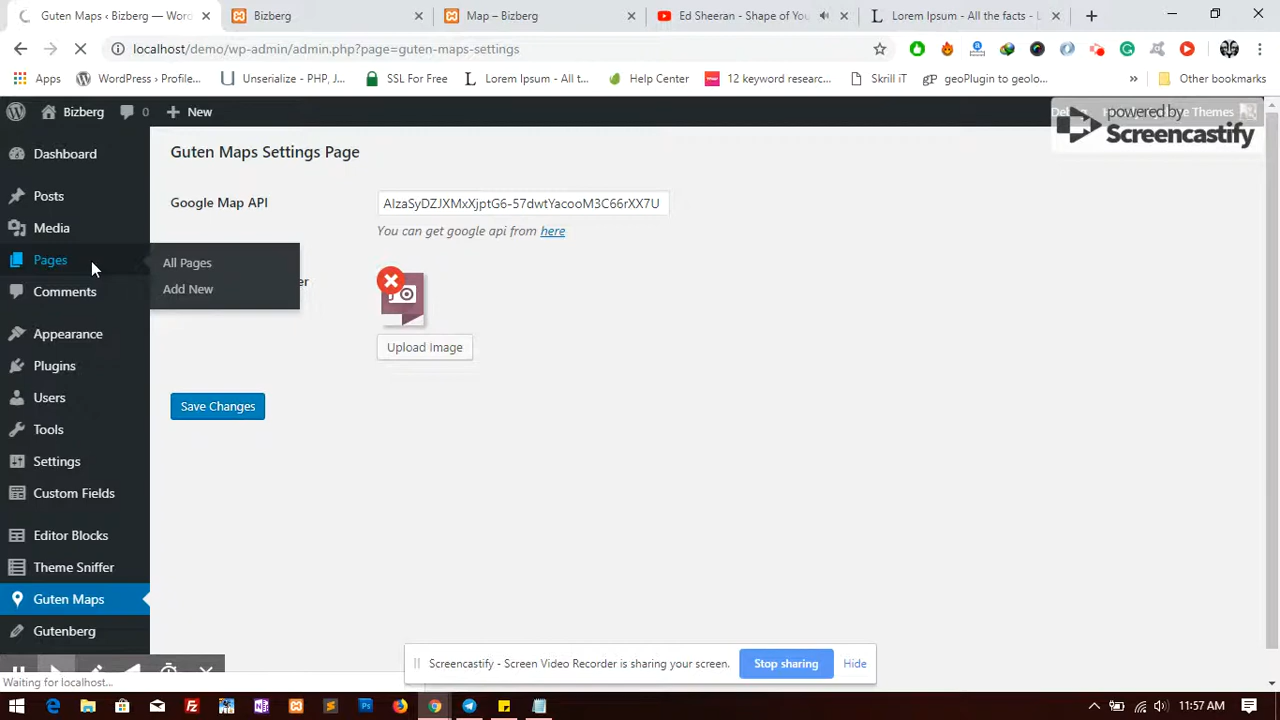 Guten Maps ‹ Bizberg — Wor
Bizberg
Map – Bizberg
Ed Sheeran - Shape of You
Lorem Ipsum - All the facts - L
localhost/demo/wp-admin/admin.php?page=guten-maps-settings
Apps
WordPress › Profile...
Unserialize - PHP, J...
SSL For Free
Lorem Ipsum - All t...
Help Center
12 keyword researc...
Skrill iT
geoPlugin to geolo...
»
Other bookmarks
Bizberg
0
New
Themes
powered by
Screencastify
Dashboard
Posts
Media
Pages
Comments
Appearance
Plugins
Users
Tools
Settings
Custom Fields
Editor Blocks
Theme Sniffer
Guten Maps
Gutenberg
All Pages
Add New
Guten Maps Settings Page
Google Map API
AIzaSyDZJXMxXjptG6-57dwtYacooM3C66rXX7U
You can get google api from here
Upload Image
Save Changes
Screencastify - Screen Video Recorder is sharing your screen.
Stop sharing
Hide
Waiting for localhost...
11:57 AM